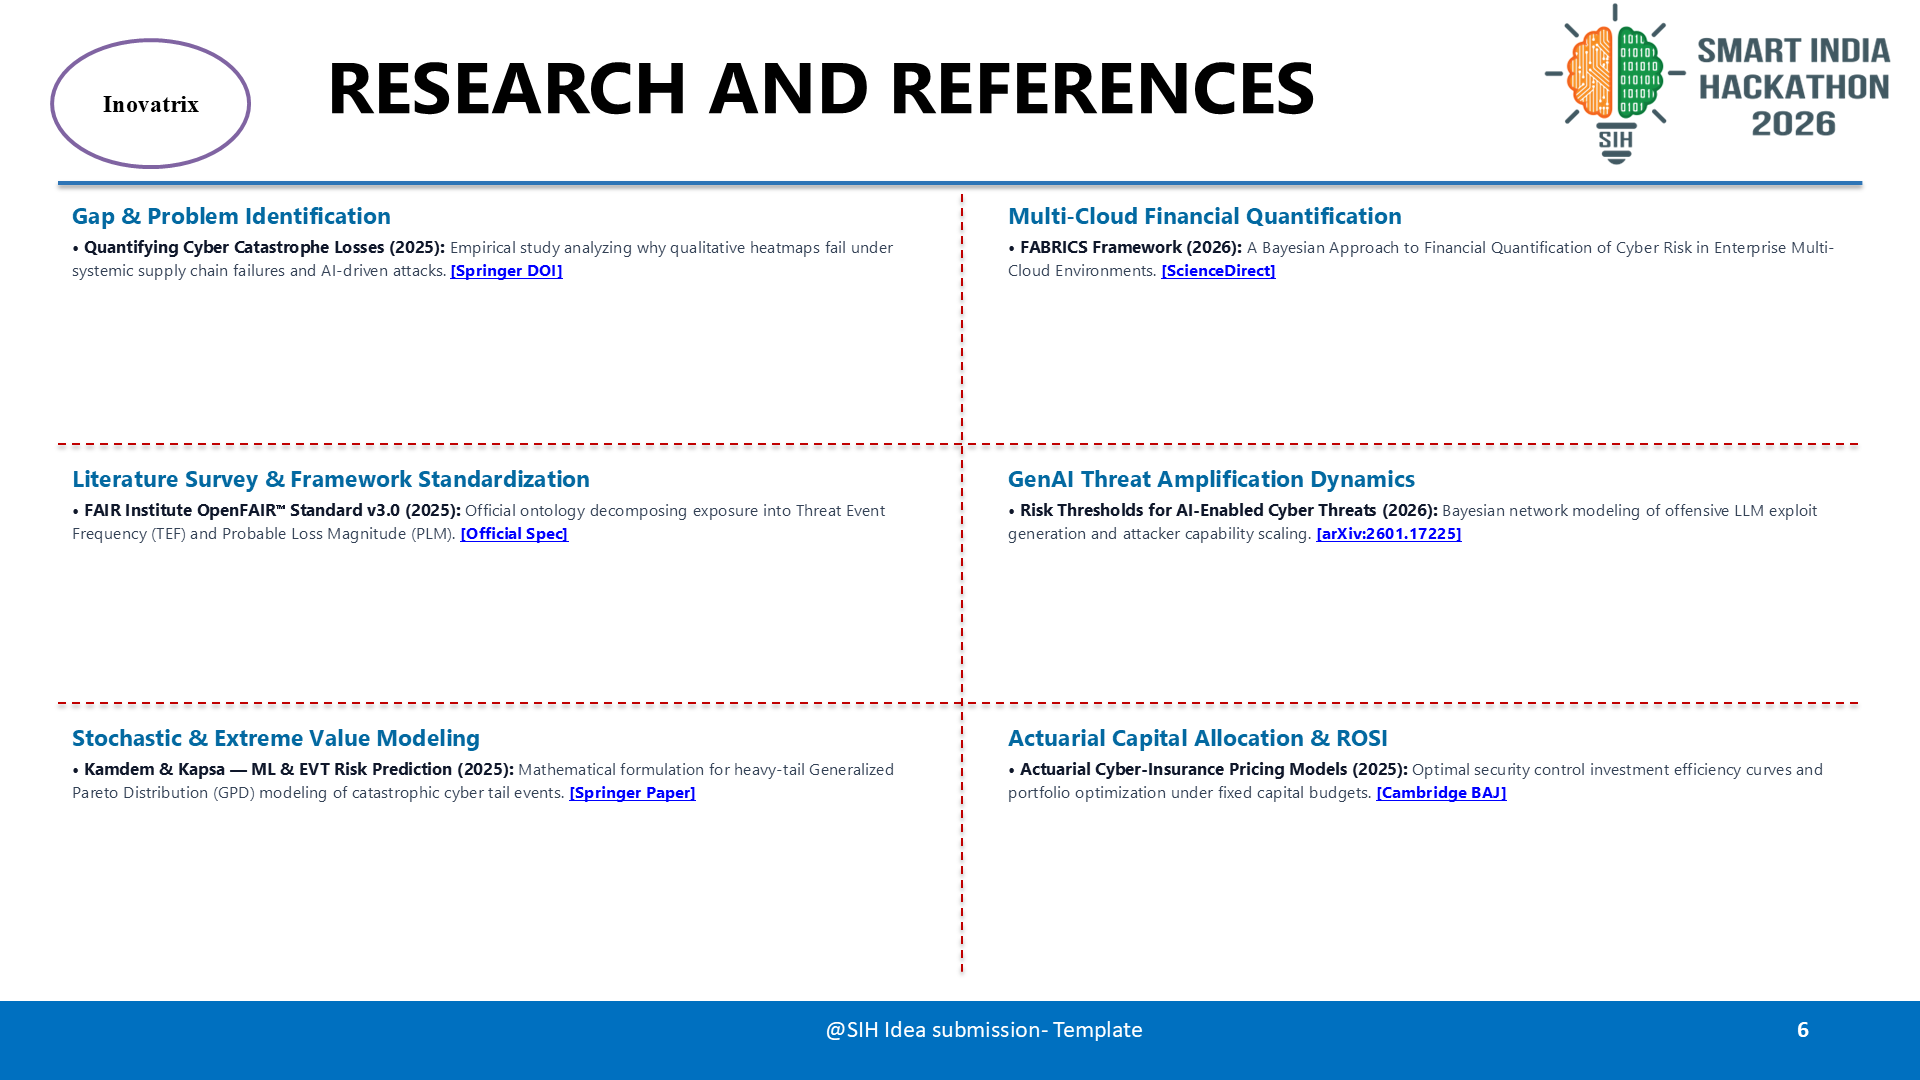 Inovatrix
RESEARCH AND REFERENCES
SMART INDIA
HACKATHON
2026
SIH
Gap & Problem Identification
• Quantifying Cyber Catastrophe Losses (2025): Empirical study analyzing why qualitative heatmaps fail under
systemic supply chain failures and AI-driven attacks. [Springer DOI]
Multi-Cloud Financial Quantification
• FABRICS Framework (2026): A Bayesian Approach to Financial Quantification of Cyber Risk in Enterprise Multi-
Cloud Environments. [ScienceDirect]
Literature Survey & Framework Standardization
• FAIR Institute OpenFAIR™ Standard v3.0 (2025): Official ontology decomposing exposure into Threat Event
Frequency (TEF) and Probable Loss Magnitude (PLM). [Official Spec]
GenAI Threat Amplification Dynamics
• Risk Thresholds for AI-Enabled Cyber Threats (2026): Bayesian network modeling of offensive LLM exploit
generation and attacker capability scaling. [arXiv:2601.17225]
Stochastic & Extreme Value Modeling
• Kamdem & Kapsa — ML & EVT Risk Prediction (2025): Mathematical formulation for heavy-tail Generalized
Pareto Distribution (GPD) modeling of catastrophic cyber tail events. [Springer Paper]
Actuarial Capital Allocation & ROSI
• Actuarial Cyber-Insurance Pricing Models (2025): Optimal security control investment efficiency curves and
portfolio optimization under fixed capital budgets. [Cambridge BAJ]
@SIH Idea submission- Template
6